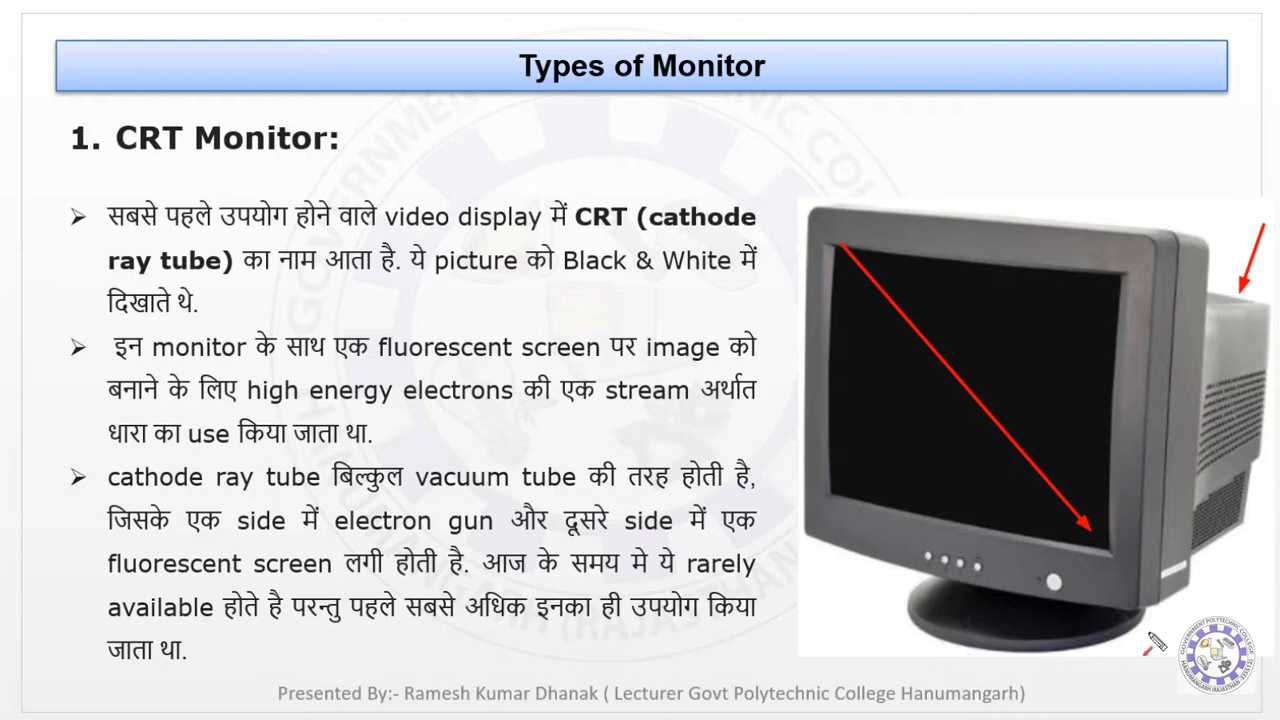 Types of Monitor
1. CRT Monitor:
➢ सबसे पहले उपयोग होने वाले video display में CRT (cathode
ray tube) का नाम आता है. ये picture को Black & White में
दिखाते थे.
➢ इन monitor के साथ एक fluorescent screen पर image को
बनाने के लिए high energy electrons की एक stream अर्थात
धारा का use किया जाता था.
➢ cathode ray tube बिल्कुल vacuum tube की तरह होती है,
जिसके एक side में electron gun और दूसरे side में एक
fluorescent screen लगी होती है. आज के समय मे ये rarely
available होते है परन्तु पहले सबसे अधिक इनका ही उपयोग किया
जाता था.
Presented By:- Ramesh Kumar Dhanak ( Lecturer Govt Polytechnic College Hanumangarh)